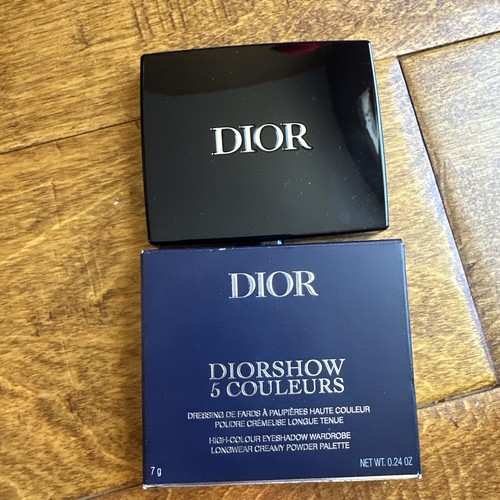 DIOR
DIOR
DIORSHOW
5 COULEURS
DRESSING DE FARDS À PAUPIÈRES HAUTE COULEUR
POUDRE CRÉMEUSE LONGUE TENUE
HIGH-COLOUR EYESHADOW WARDROBE
LONGWEAR CREAMY POWDER PALETTE
7 g NET WT. 0.24 OZ